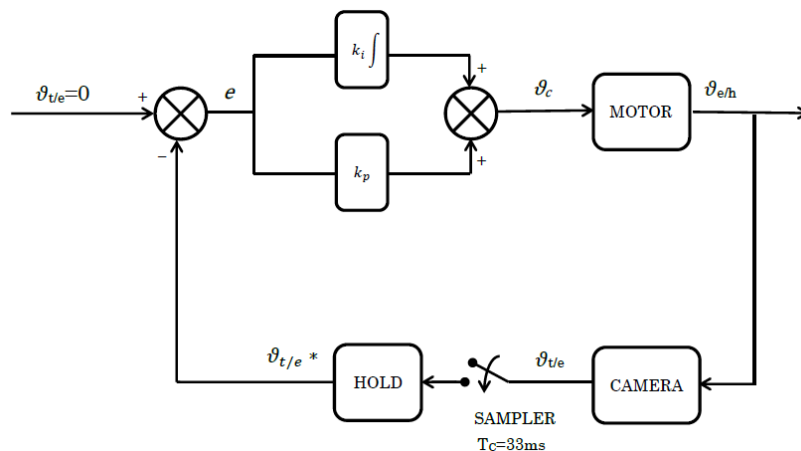 ϑt/e=0
+
−
e
ki ∫
kp
+
+
ϑc
MOTOR
ϑe/h
ϑt/e *
HOLD
SAMPLER
Tc=33ms
ϑt/e
CAMERA